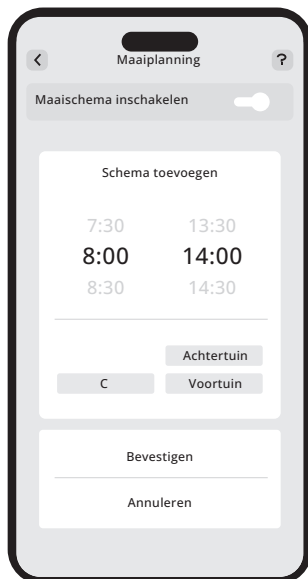 Maaiplanning ?
Maaischema inschakelen
Schema toevoegen
7:30 13:30
8:00 14:00
8:30 14:30
Achtertuin
C Voortuin
Bevestigen
Annuleren